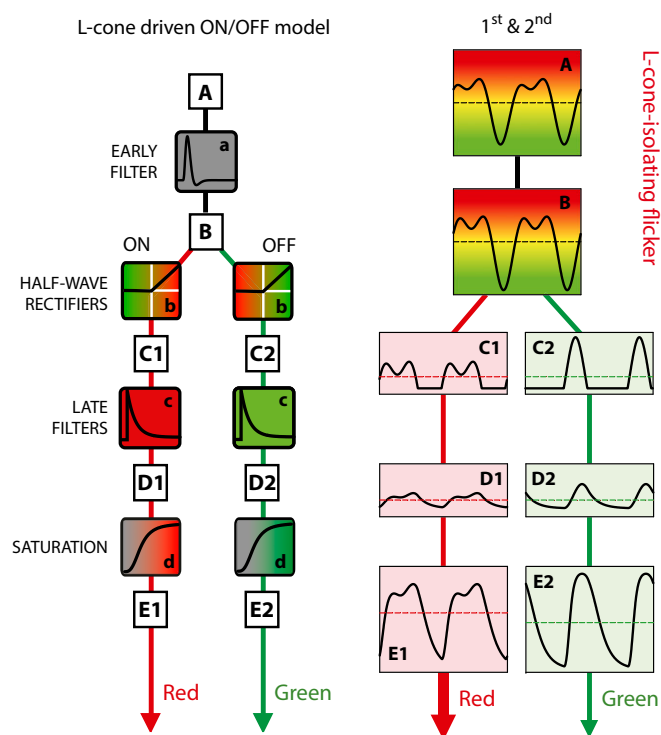 L-cone driven ON/OFF model
A
EARLY
FILTER
a
B
ON
OFF
HALF-WAVE
RECTIFIERS
b
b
C1
C2
LATE
FILTERS
c
c
D1
D2
SATURATION
d
d
E1
E2
Red
Green
1st & 2nd
A
B
C1
C2
D1
D2
E1
E2
Red
Green
L-cone-isolating flicker